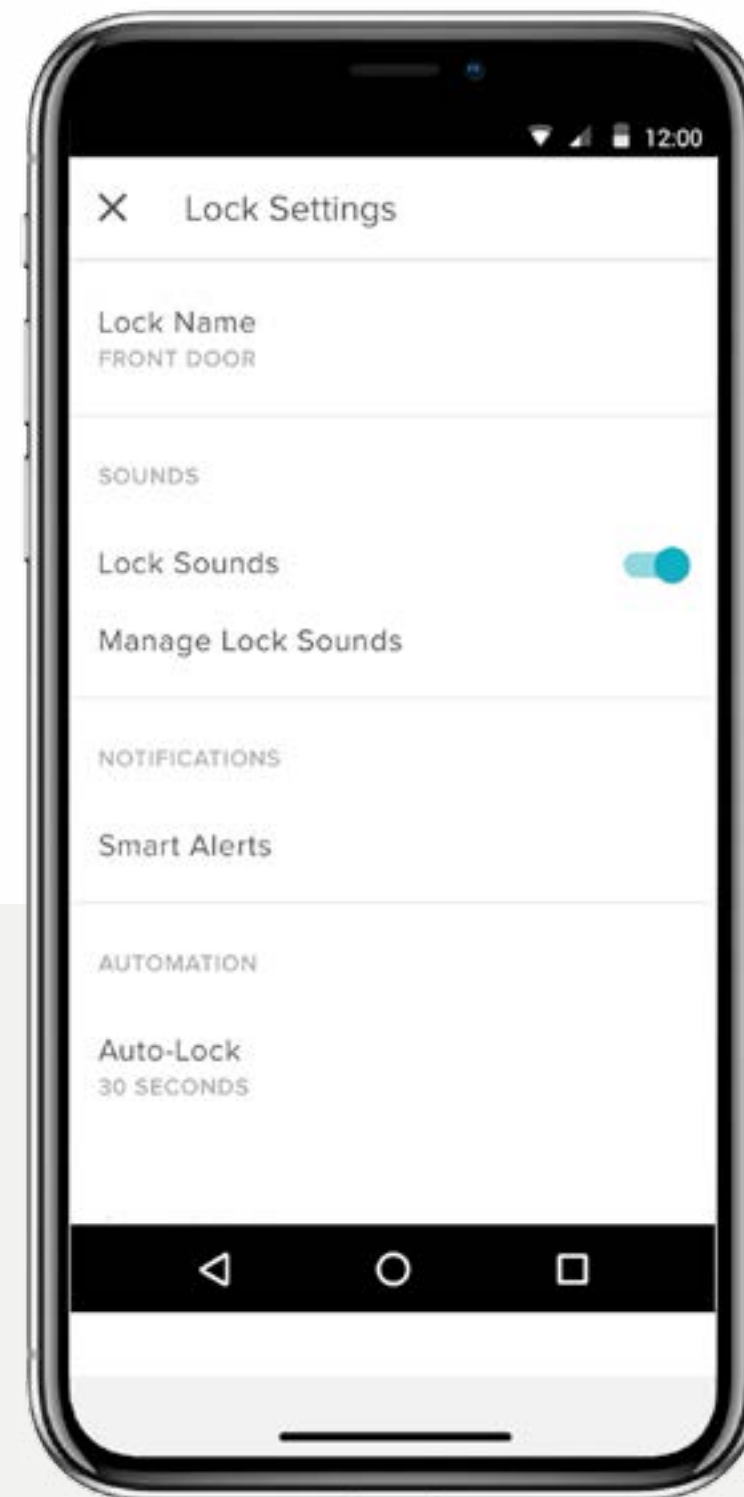 12:00
Lock Settings
Lock Name
FRONT DOOR
SOUNDS
Lock Sounds
Manage Lock Sounds
NOTIFICATIONS
Smart Alerts
AUTOMATION
Auto-Lock
30 SECONDS